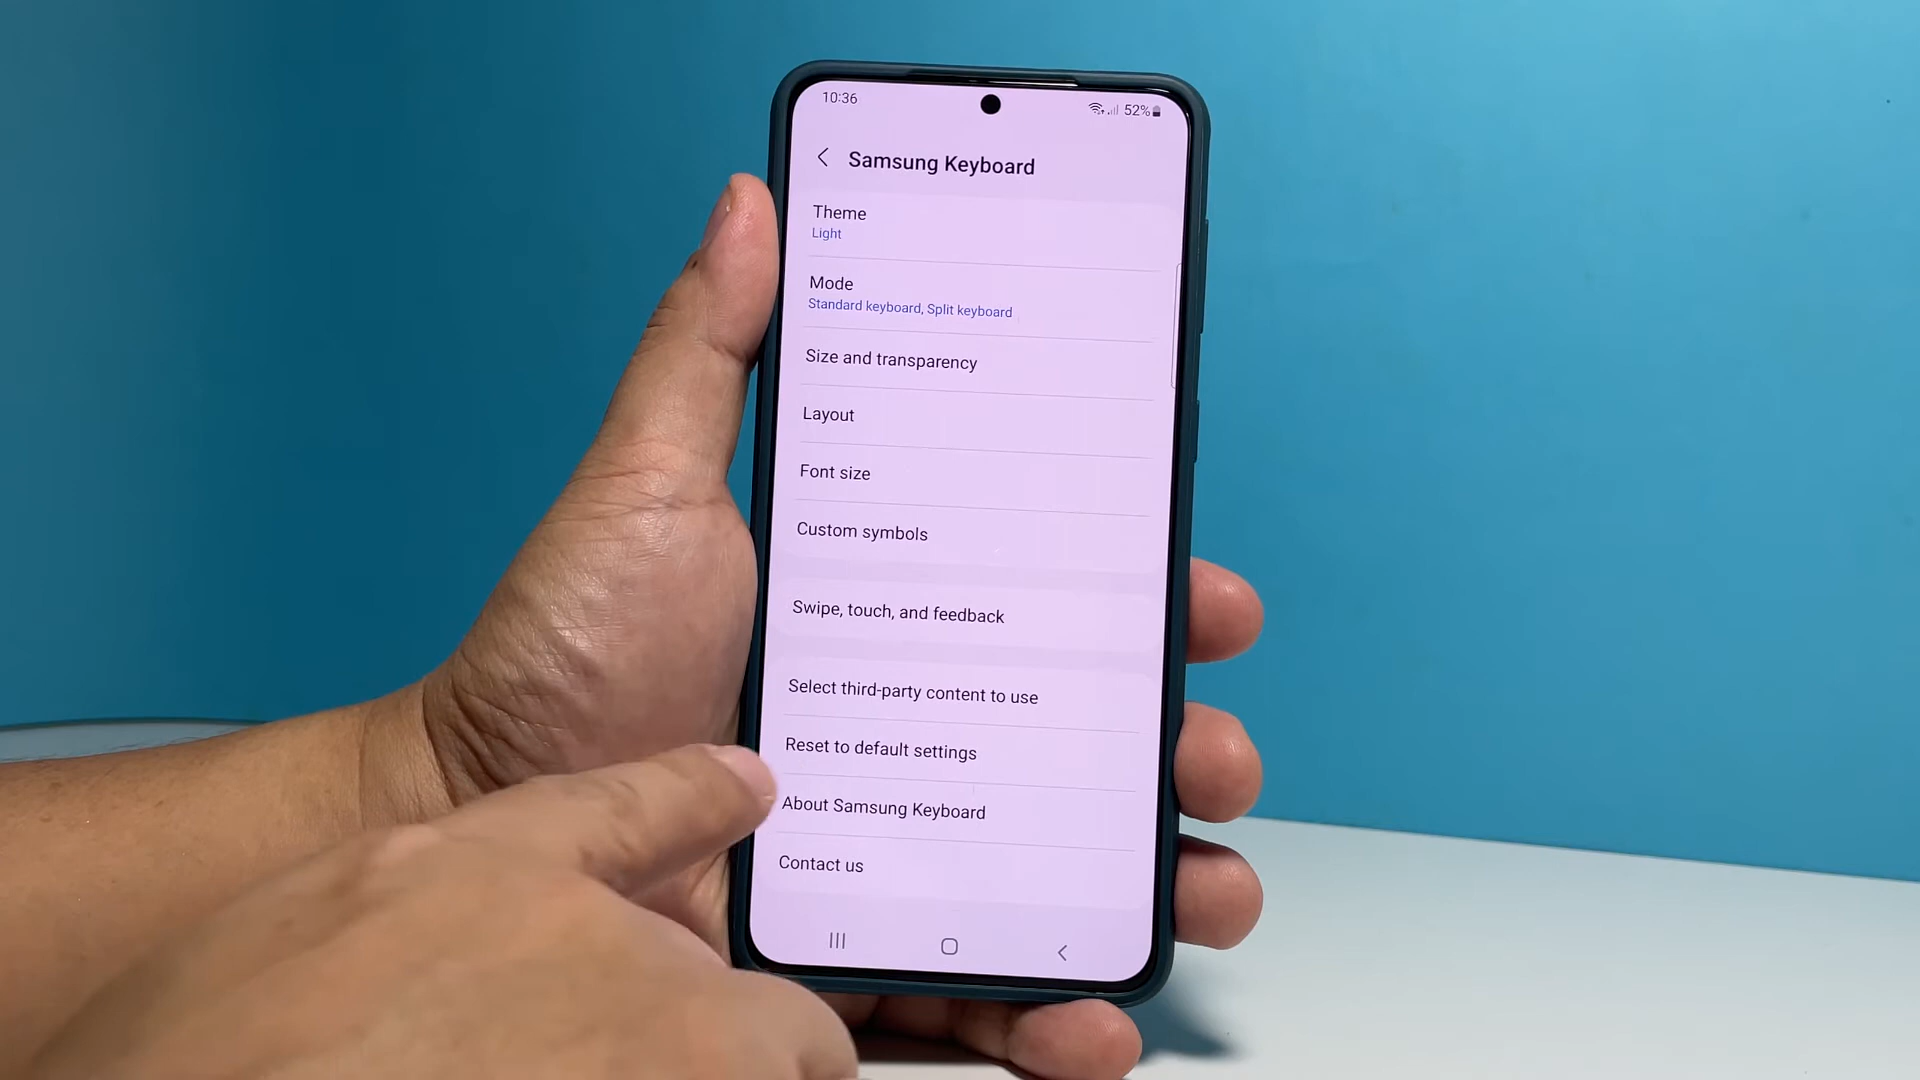 10:36
52%
Samsung Keyboard
Theme
Light
Mode
Standard keyboard, Split keyboard
Size and transparency
Layout
Font size
Custom symbols
Swipe, touch, and feedback
Select third-party content to use
Reset to default settings
About Samsung Keyboard
Contact us